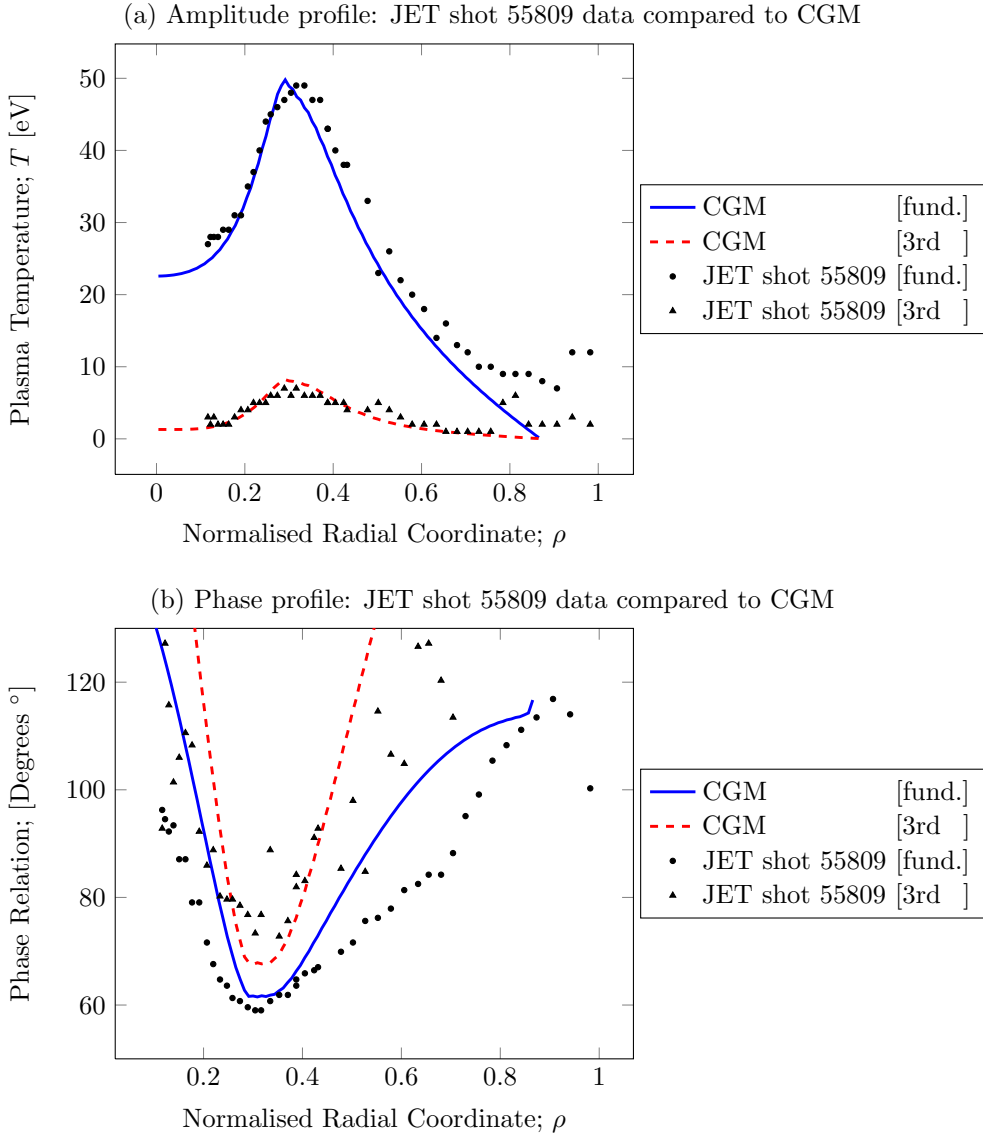 (a) Amplitude profile: JET shot 55809 data compared to CGM
50
40
30
20
10
0
Plasma Temperature; T [eV]
0 0.2 0.4 0.6 0.8 1
Normalised Radial Coordinate; ρ
CGM [fund.]
CGM [3rd ]
JET shot 55809 [fund.]
JET shot 55809 [3rd ]
(b) Phase profile: JET shot 55809 data compared to CGM
120
100
80
60
Phase Relation; [Degrees °]
0.2 0.4 0.6 0.8 1
Normalised Radial Coordinate; ρ
CGM [fund.]
CGM [3rd ]
JET shot 55809 [fund.]
JET shot 55809 [3rd ]